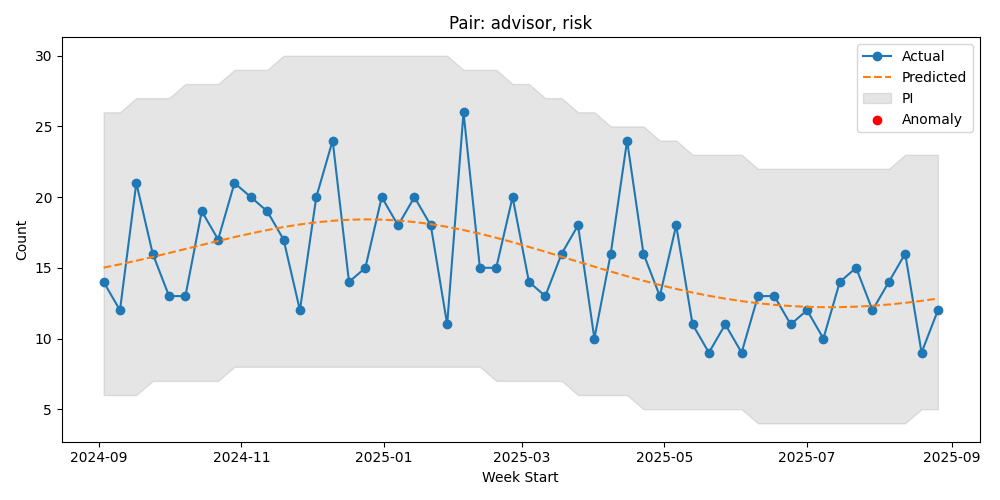 Pair: advisor, risk
Actual
Predicted
PI
Anomaly
Count
30
25
20
15
10
5
2024-09
2024-11
2025-01
2025-03
2025-05
2025-07
2025-09
Week Start